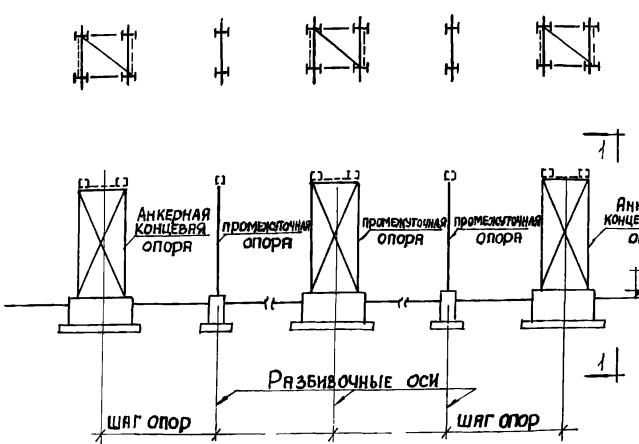 1
АНКЕРНАЯ
КОНЦЕВАЯ
ОПОРА
ПРОМЕЖУТОЧНАЯ
ОПОРА
ПРОМЕЖУТОЧНАЯ
ОПОРА
ПРОМЕЖУТОЧНАЯ
ОПОРА
1
РАЗБИВОЧНЫЕ ОСИ
ШАГ ОПОР
ШАГ ОПОР